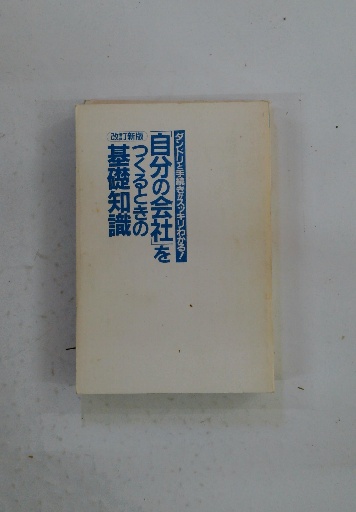 ダンドリと手続きがスッキリわかる!
「自分の会社」を
つくるときの
基礎知識
〈改訂新版〉